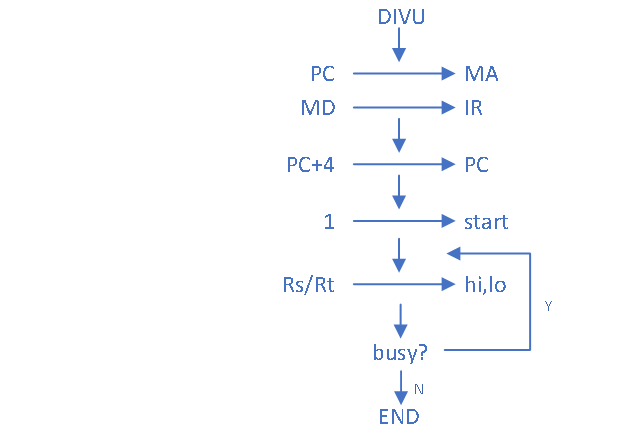 DIVU
PC MA
MD IR
PC+4 PC
1 start
Rs/Rt hi,lo
Y
busy?
N
END